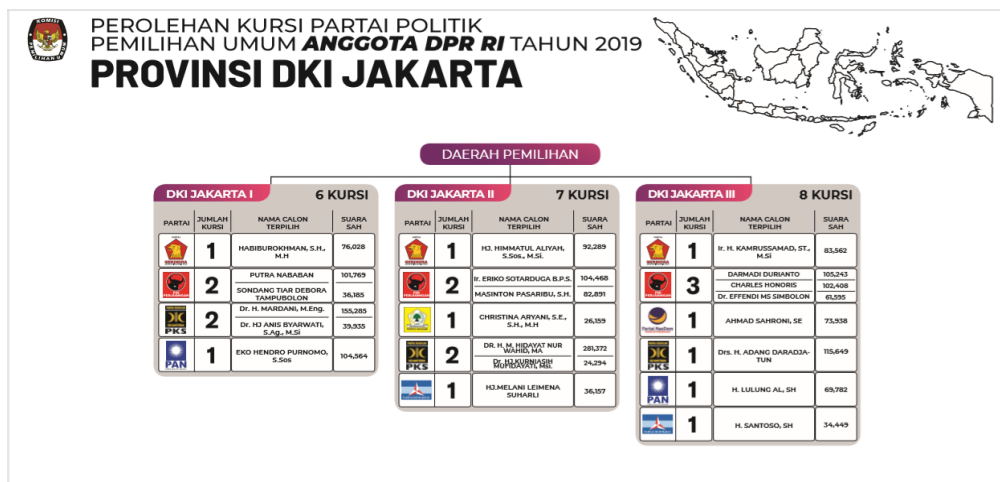 KOMISI
PEMILIHAN UMUM
PEROLEHAN KURSI PARTAI POLITIK
PEMILIHAN UMUM ANGGOTA DPR RI TAHUN 2019
PROVINSI DKI JAKARTA
DAERAH PEMILIHAN
DKI JAKARTA I 6 KURSI
PARTAI JUMLAH KURSI NAMA CALON TERPILIH SUARA SAH
1 HABIBUROKHMAN, S.H., M.H 76,028
2 PUTRA NABABAN 101,769
SONDANG TIAR DEBORA TAMPUBOLON 36,185
PKS 2 Dr. H. MARDANI, M.Eng. 155,285
Dr. HJ ANIS BYARWATI, S.Ag., M.Si 39,935
PAN 1 EKO HENDRO PURNOMO, S.Sos 104,564
DKI JAKARTA II 7 KURSI
PARTAI JUMLAH KURSI NAMA CALON TERPILIH SUARA SAH
1 HJ. HIMMATUL ALIYAH, S.Sos., M.Si. 92,289
2 Ir. ERIKO SOTARDUGA B.P.S. 104,468
MASINTON PASARIBU, S.H. 82,891
1 CHRISTINA ARYANI, S.E., S.H., M.H 26,159
PKS 2 DR. H. M. HIDAYAT NUR WAHID, MA 281,372
Dr. HJ.KURNIASIH MUFIDAYATI, Msi. 24,294
1 HJ.MELANI LEIMENA SUHARLI 36,157
DKI JAKARTA III 8 KURSI
PARTAI JUMLAH KURSI NAMA CALON TERPILIH SUARA SAH
1 Ir. H. KAMRUSSAMAD, ST., M.Si 83,562
3 DARMADI DURIANTO 105,243
CHARLES HONORIS 102,408
Dr. EFFENDI MS SIMBOLON 61,595
Partai NasDem 1 AHMAD SAHRONI, SE 73,938
PKS 1 Drs. H. ADANG DARADJA-TUN 115,649
PAN 1 H. LULUNG AL, SH 69,782
1 H. SANTOSO, SH 34,449